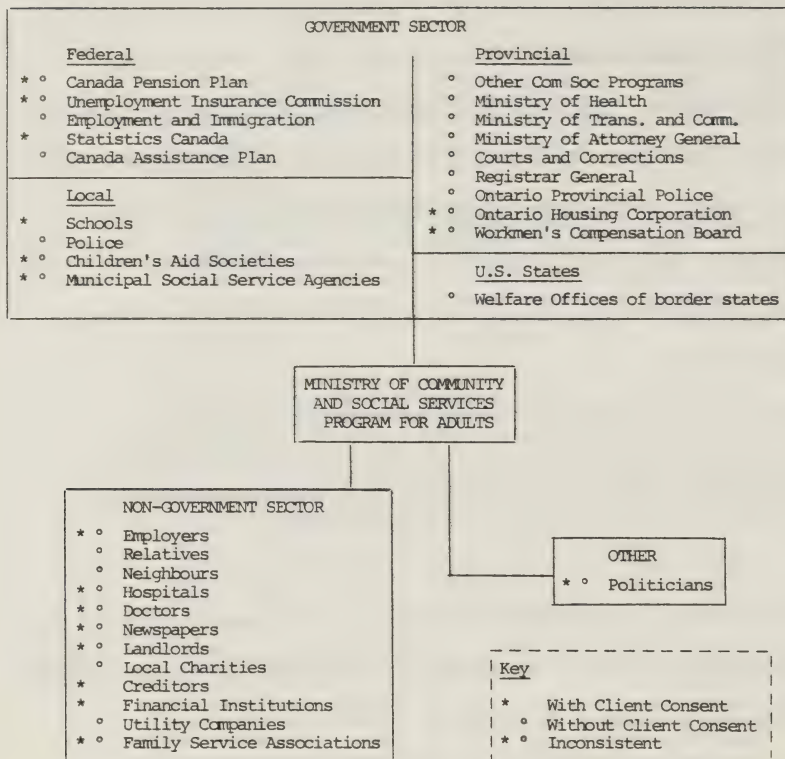 GOVERNMENT SECTOR
Federal
* ° Canada Pension Plan
* ° Unemployment Insurance Commission
° Employment and Immigration
* Statistics Canada
° Canada Assistance Plan
Local
* Schools
° Police
* ° Children's Aid Societies
* ° Municipal Social Service Agencies
Provincial
° Other Com Soc Programs
° Ministry of Health
° Ministry of Trans. and Comm.
° Ministry of Attorney General
° Courts and Corrections
° Registrar General
° Ontario Provincial Police
* ° Ontario Housing Corporation
* ° Workmen's Compensation Board
U.S. States
° Welfare Offices of border states
MINISTRY OF COMMUNITY
AND SOCIAL SERVICES
PROGRAM FOR ADULTS
NON-GOVERNMENT SECTOR
* ° Employers
° Relatives
° Neighbours
* ° Hospitals
* ° Doctors
* ° Newspapers
* ° Landlords
° Local Charities
* Creditors
* Financial Institutions
° Utility Companies
* ° Family Service Associations
OTHER
* ° Politicians
Key
* With Client Consent
° Without Client Consent
* ° Inconsistent